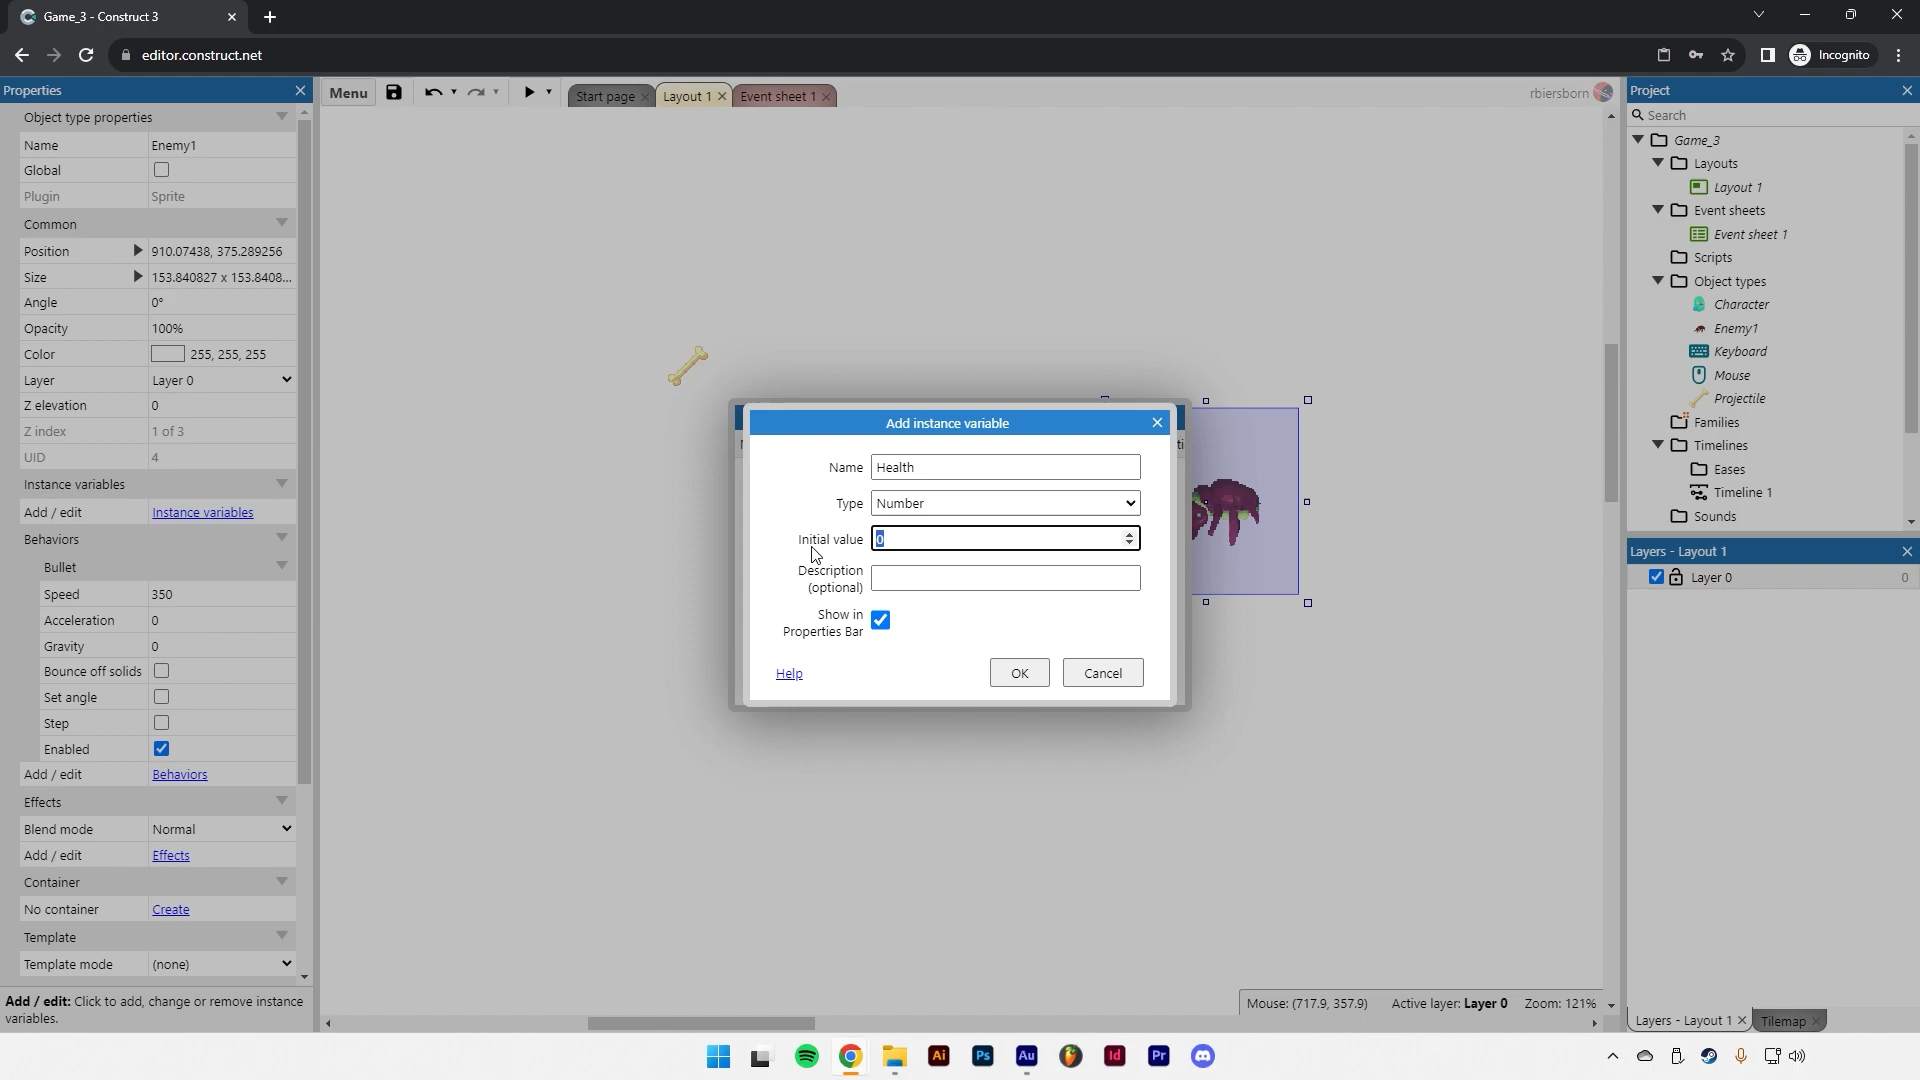 Game_3 - Construct 3
editor.construct.net
Incognito
Properties
Menu
Start page
Layout 1
Event sheet 1
rbiersborn
Project
Search
Object type properties
Name Enemy1
Global
Plugin Sprite
Common
Position 910.07438, 375.289256
Size 153.840827 x 153.8408...
Angle 0°
Opacity 100%
Color 255, 255, 255
Layer Layer 0
Z elevation 0
Z index 1 of 3
UID 4
Instance variables
Add / edit Instance variables
Behaviors
Bullet
Speed 350
Acceleration 0
Gravity 0
Bounce off solids
Set angle
Step
Enabled
Add / edit Behaviors
Effects
Blend mode Normal
Add / edit Effects
Container
No container Create
Template
Template mode (none)
Add / edit: Click to add, change or remove instance
variables.
Add instance variable
Name Health
Type Number
Initial value 0
Description
(optional)
Show in
Properties Bar
Help
OK
Cancel
Mouse: (717.9, 357.9) Active layer: Layer 0 Zoom: 121%
Game_3
Layouts
Layout 1
Event sheets
Event sheet 1
Scripts
Object types
Character
Enemy1
Keyboard
Mouse
Projectile
Families
Timelines
Eases
Timeline 1
Sounds
Layers - Layout 1
Layer 0 0
Layers - Layout 1
Tilemap
Ai
Ps
Au
Id
Pr